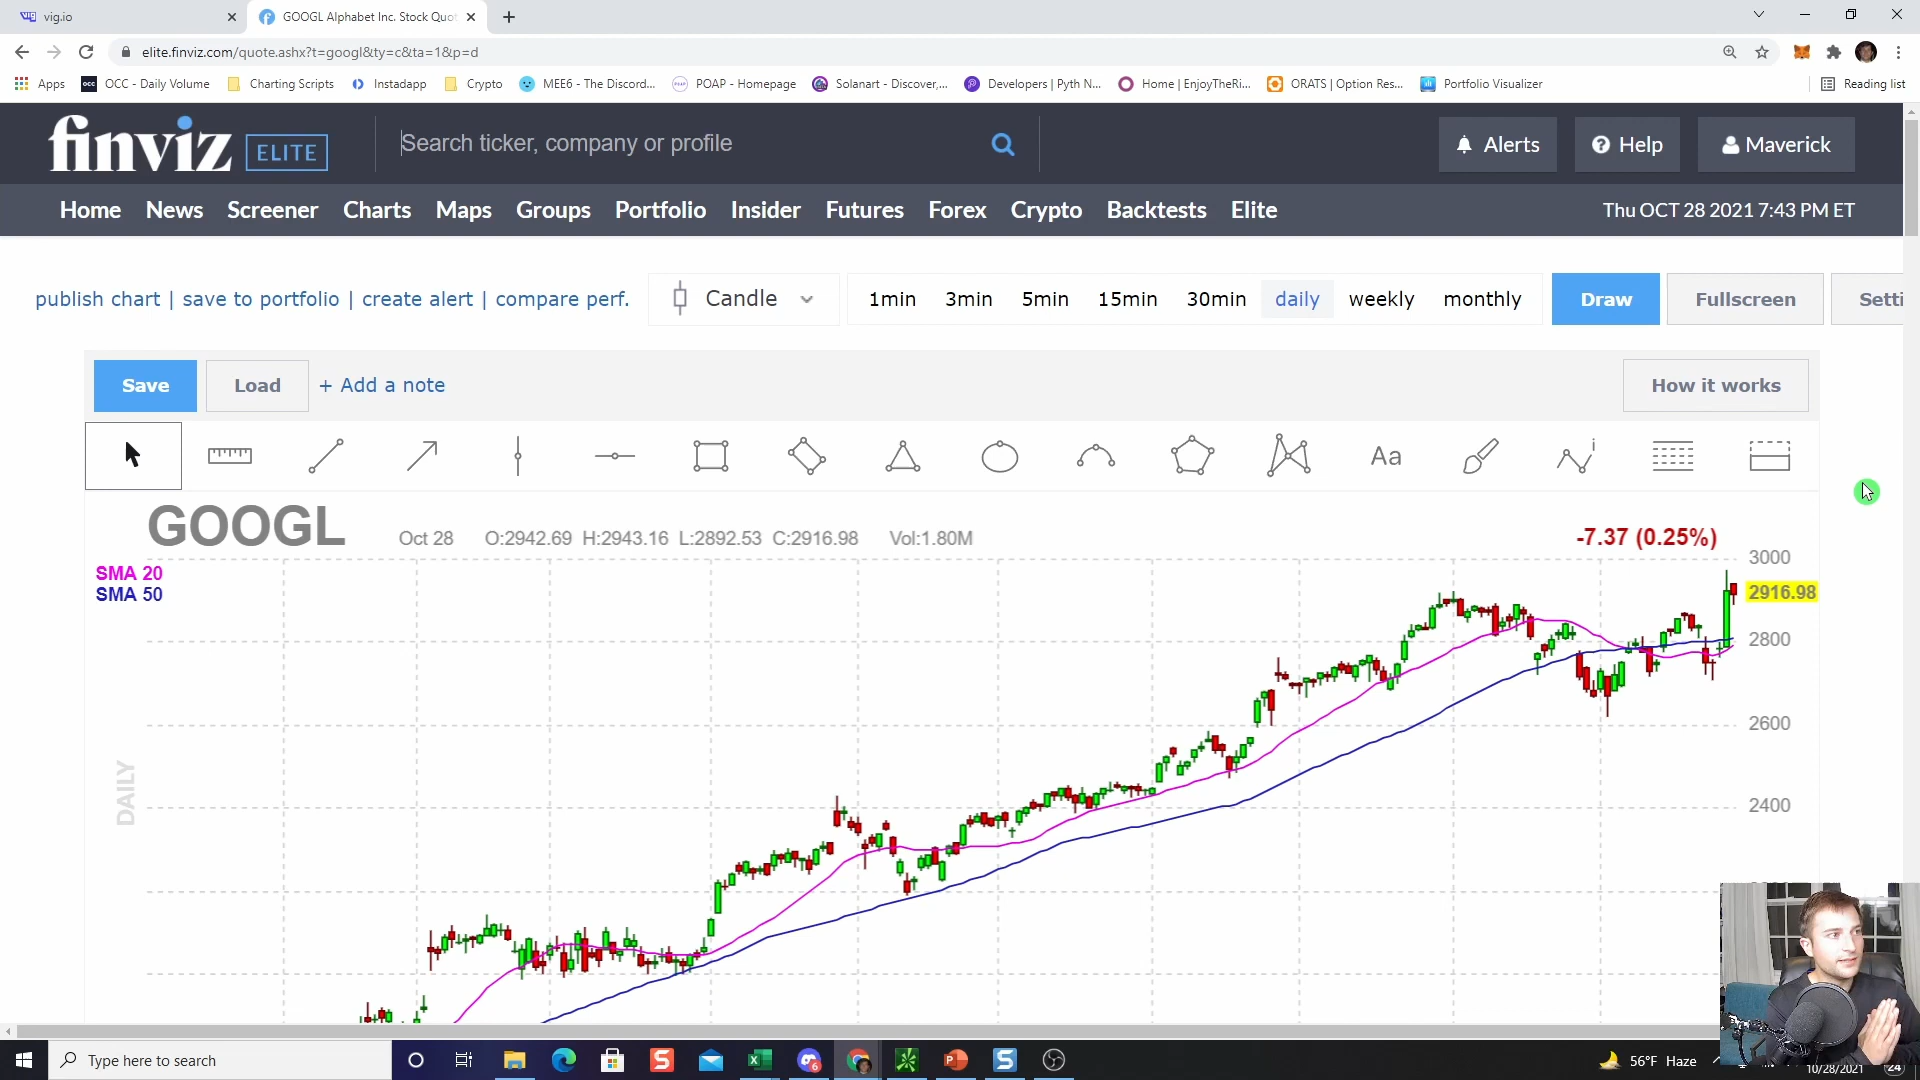 vig.io
GOOGL Alphabet Inc. Stock Quot
elite.finviz.com/quote.ashx?t=googl&ty=c&ta=1&p=d
Apps
OCC - Daily Volume
Charting Scripts
Instadapp
Crypto
MEE6 - The Discord...
POAP - Homepage
Solanart - Discover,...
Developers | Pyth N...
Home | EnjoyTheRi...
ORATS | Option Res...
Portfolio Visualizer
Reading list
finviz ELITE
Search ticker, company or profile
Alerts
Help
Maverick
Home News Screener Charts Maps Groups Portfolio Insider Futures Forex Crypto Backtests Elite
Thu OCT 28 2021 7:43 PM ET
publish chart | save to portfolio | create alert | compare perf.
Candle
1min 3min 5min 15min 30min daily weekly monthly
Draw
Fullscreen
Setti
Save
Load
+ Add a note
How it works
Aa
GOOGL
Oct 28 O:2942.69 H:2943.16 L:2892.53 C:2916.98 Vol:1.80M
-7.37 (0.25%)
SMA 20
SMA 50
3000
2916.98
2800
2600
2400
DAILY
Type here to search
56°F Haze
10/28/2021
24